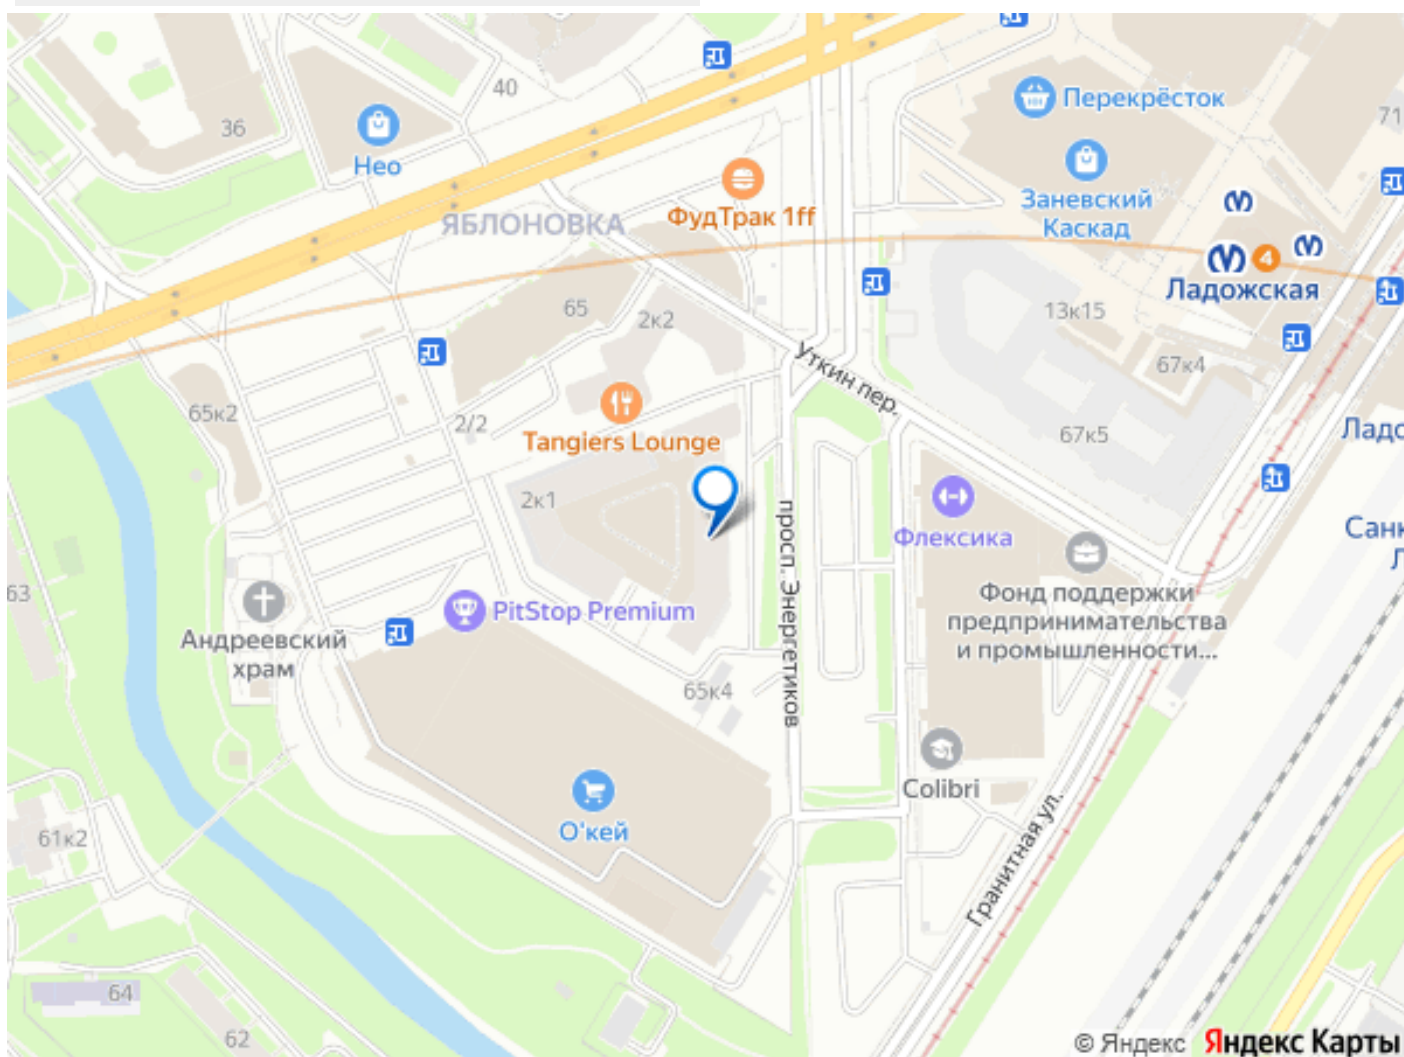 40
36
Нео
ЯБЛОНОВКА
ФудТрак 1ff
Перекрёсток
71
Заневский
Каскад
4
Ладожская
13к15
67к4
65
2к2
Уткин пер.
65к2
2/2
Tangiers Lounge
67к5
2к1
просп. Энергетиков
Флексика
Фонд поддержки
предпринимательства
и промышленности...
63
Андреевский
храм
PitStop Premium
65к4
Colibri
О'кей
Гранитная ул.
61к2
64
62
© Яндекс Яндекс Карты